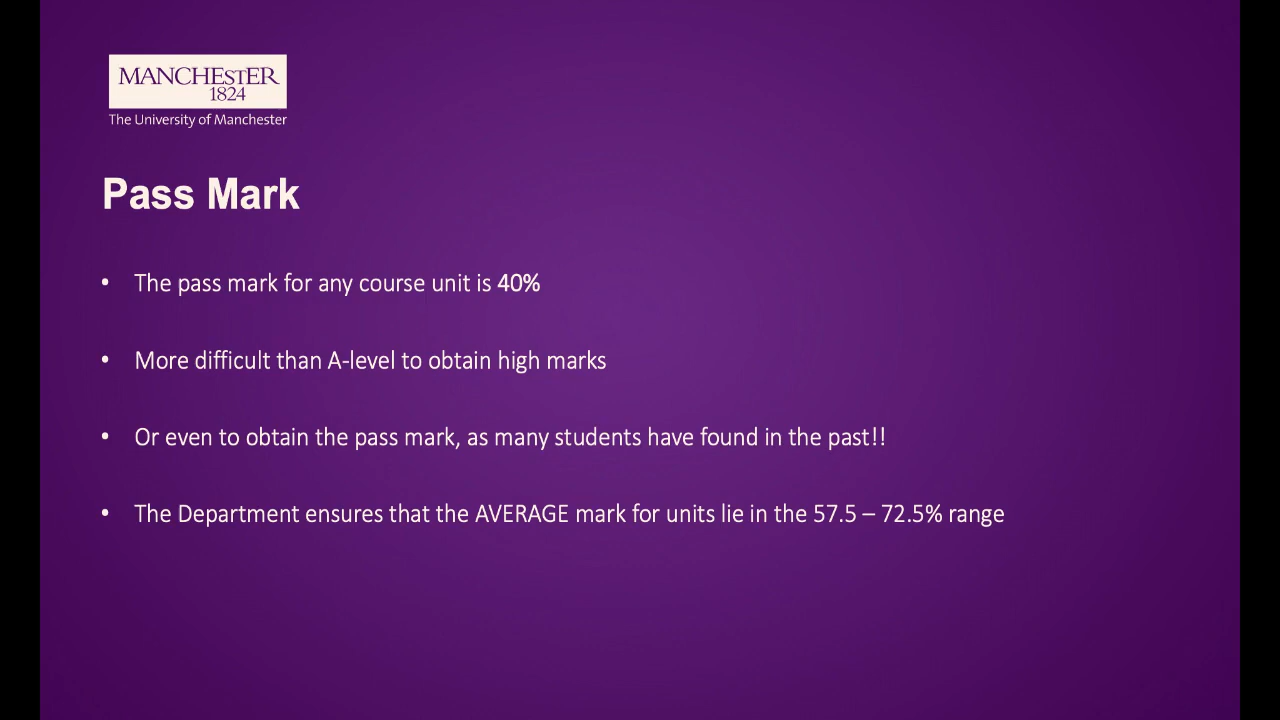 MANCHESTER
1824
The University of Manchester
Pass Mark
• The pass mark for any course unit is 40%
• More difficult than A-level to obtain high marks
• Or even to obtain the pass mark, as many students have found in the past!!
• The Department ensures that the AVERAGE mark for units lie in the 57.5 – 72.5% range